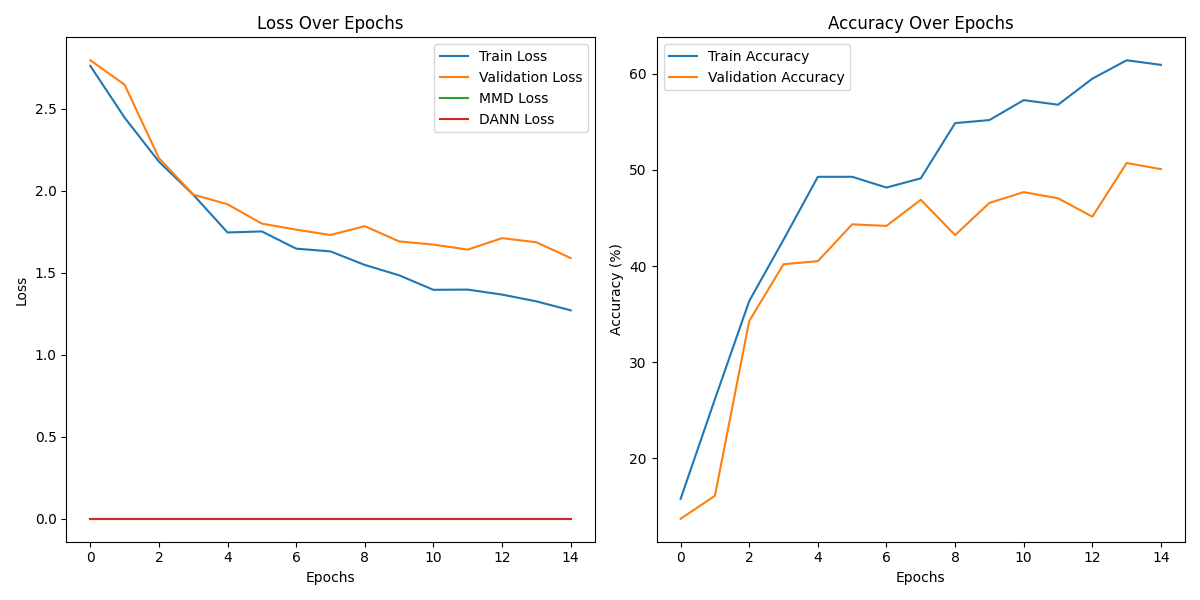 Loss Over Epochs
Train Loss
Validation Loss
MMD Loss
DANN Loss
2.5
2.0
1.5
1.0
0.5
0.0
Loss
0 2 4 6 8 10 12 14
Epochs
Accuracy Over Epochs
Train Accuracy
Validation Accuracy
60
50
40
30
20
Accuracy (%)
0 2 4 6 8 10 12 14
Epochs